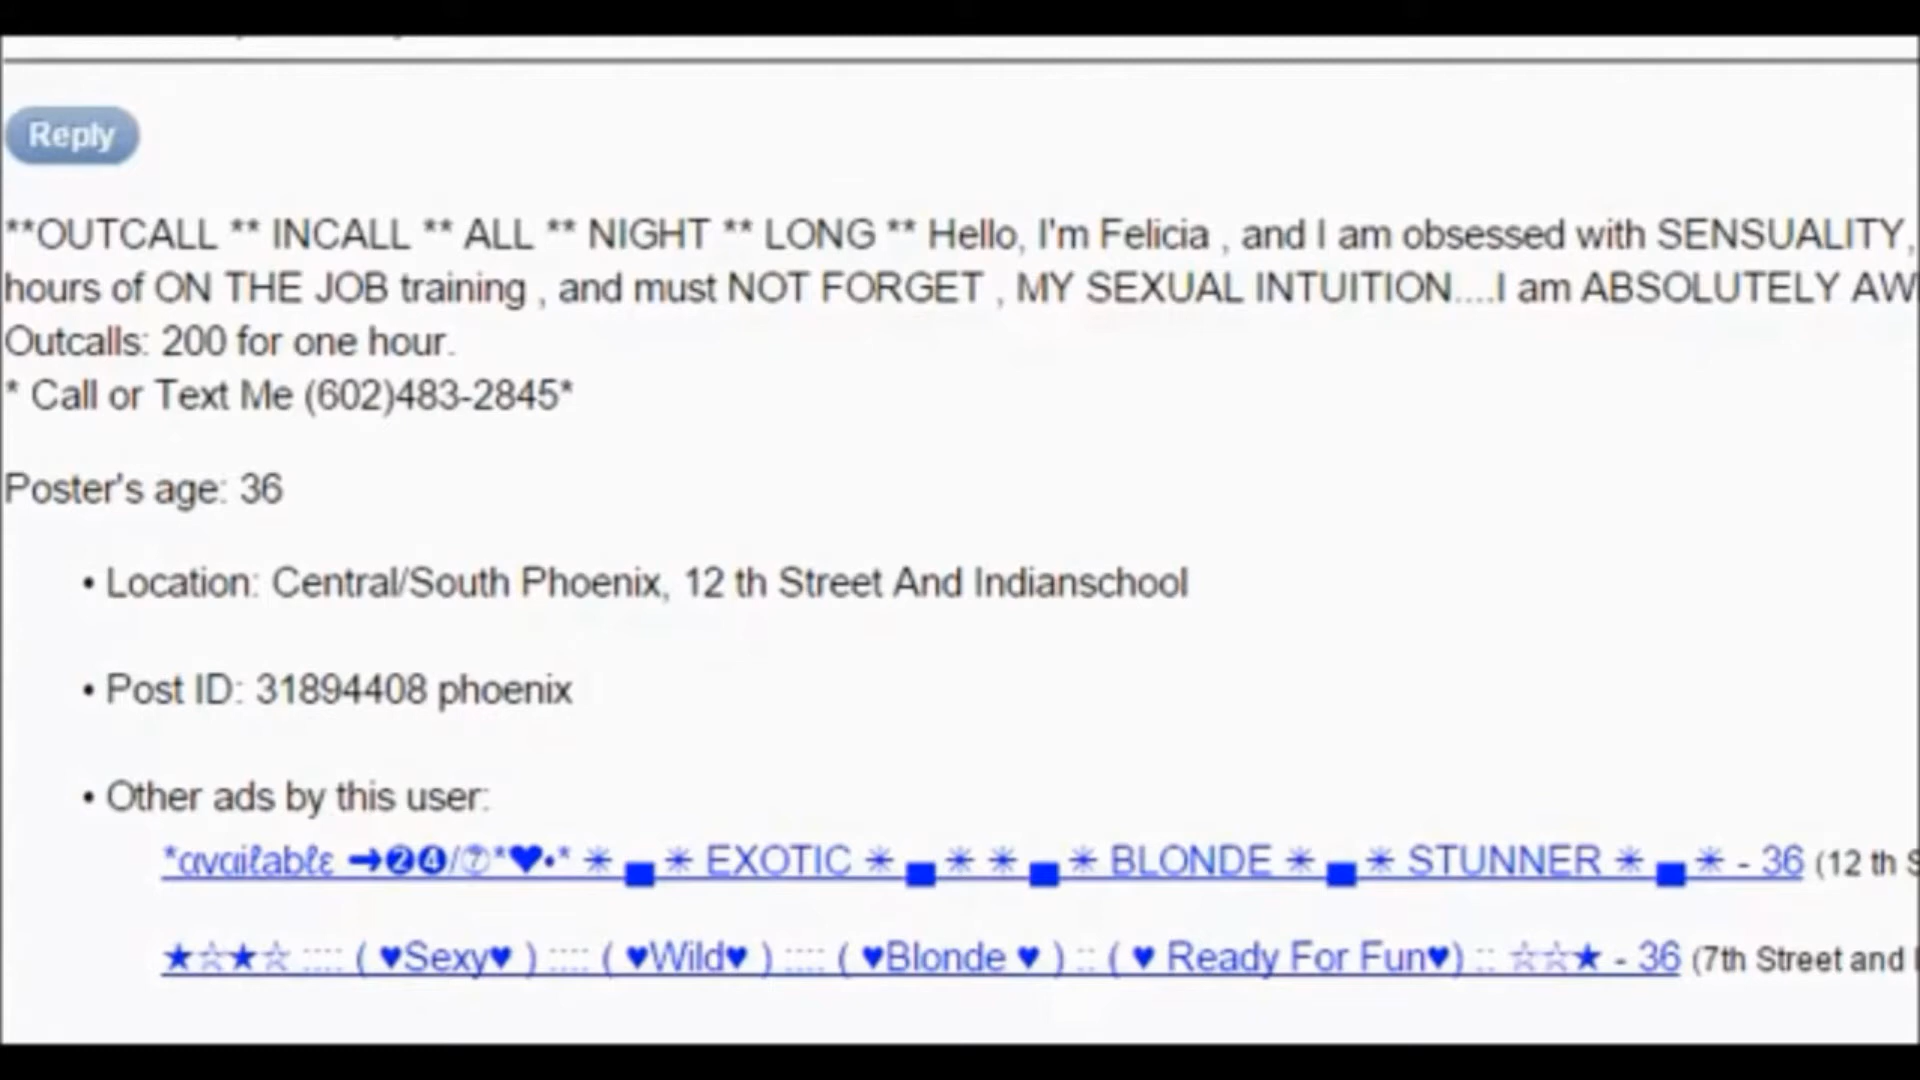 Reply
**OUTCALL ** INCALL ** ALL ** NIGHT ** LONG ** Hello, I'm Felicia , and I am obsessed with SENSUALITY,
hours of ON THE JOB training , and must NOT FORGET , MY SEXUAL INTUITION....I am ABSOLUTELY AW
Outcalls: 200 for one hour.
* Call or Text Me (602)483-2845*
Poster's age: 36
• Location: Central/South Phoenix, 12 th Street And Indianschool
• Post ID: 31894408 phoenix
• Other ads by this user:
*αvαiℓabℓε ➞❷❹/⑦*♥•* ✳ ▄ ✳ EXOTIC ✳ ▄ ✳ ✳ ▄ ✳ BLONDE ✳ ▄ ✳ STUNNER ✳ ▄ ✳ - 36 (12 th S
★☆★☆ :::: ( ♥Sexy♥ ) :::: ( ♥Wild♥ ) :::: ( ♥Blonde ♥ ) :: ( ♥ Ready For Fun♥) :: ☆☆★ - 36 (7th Street and